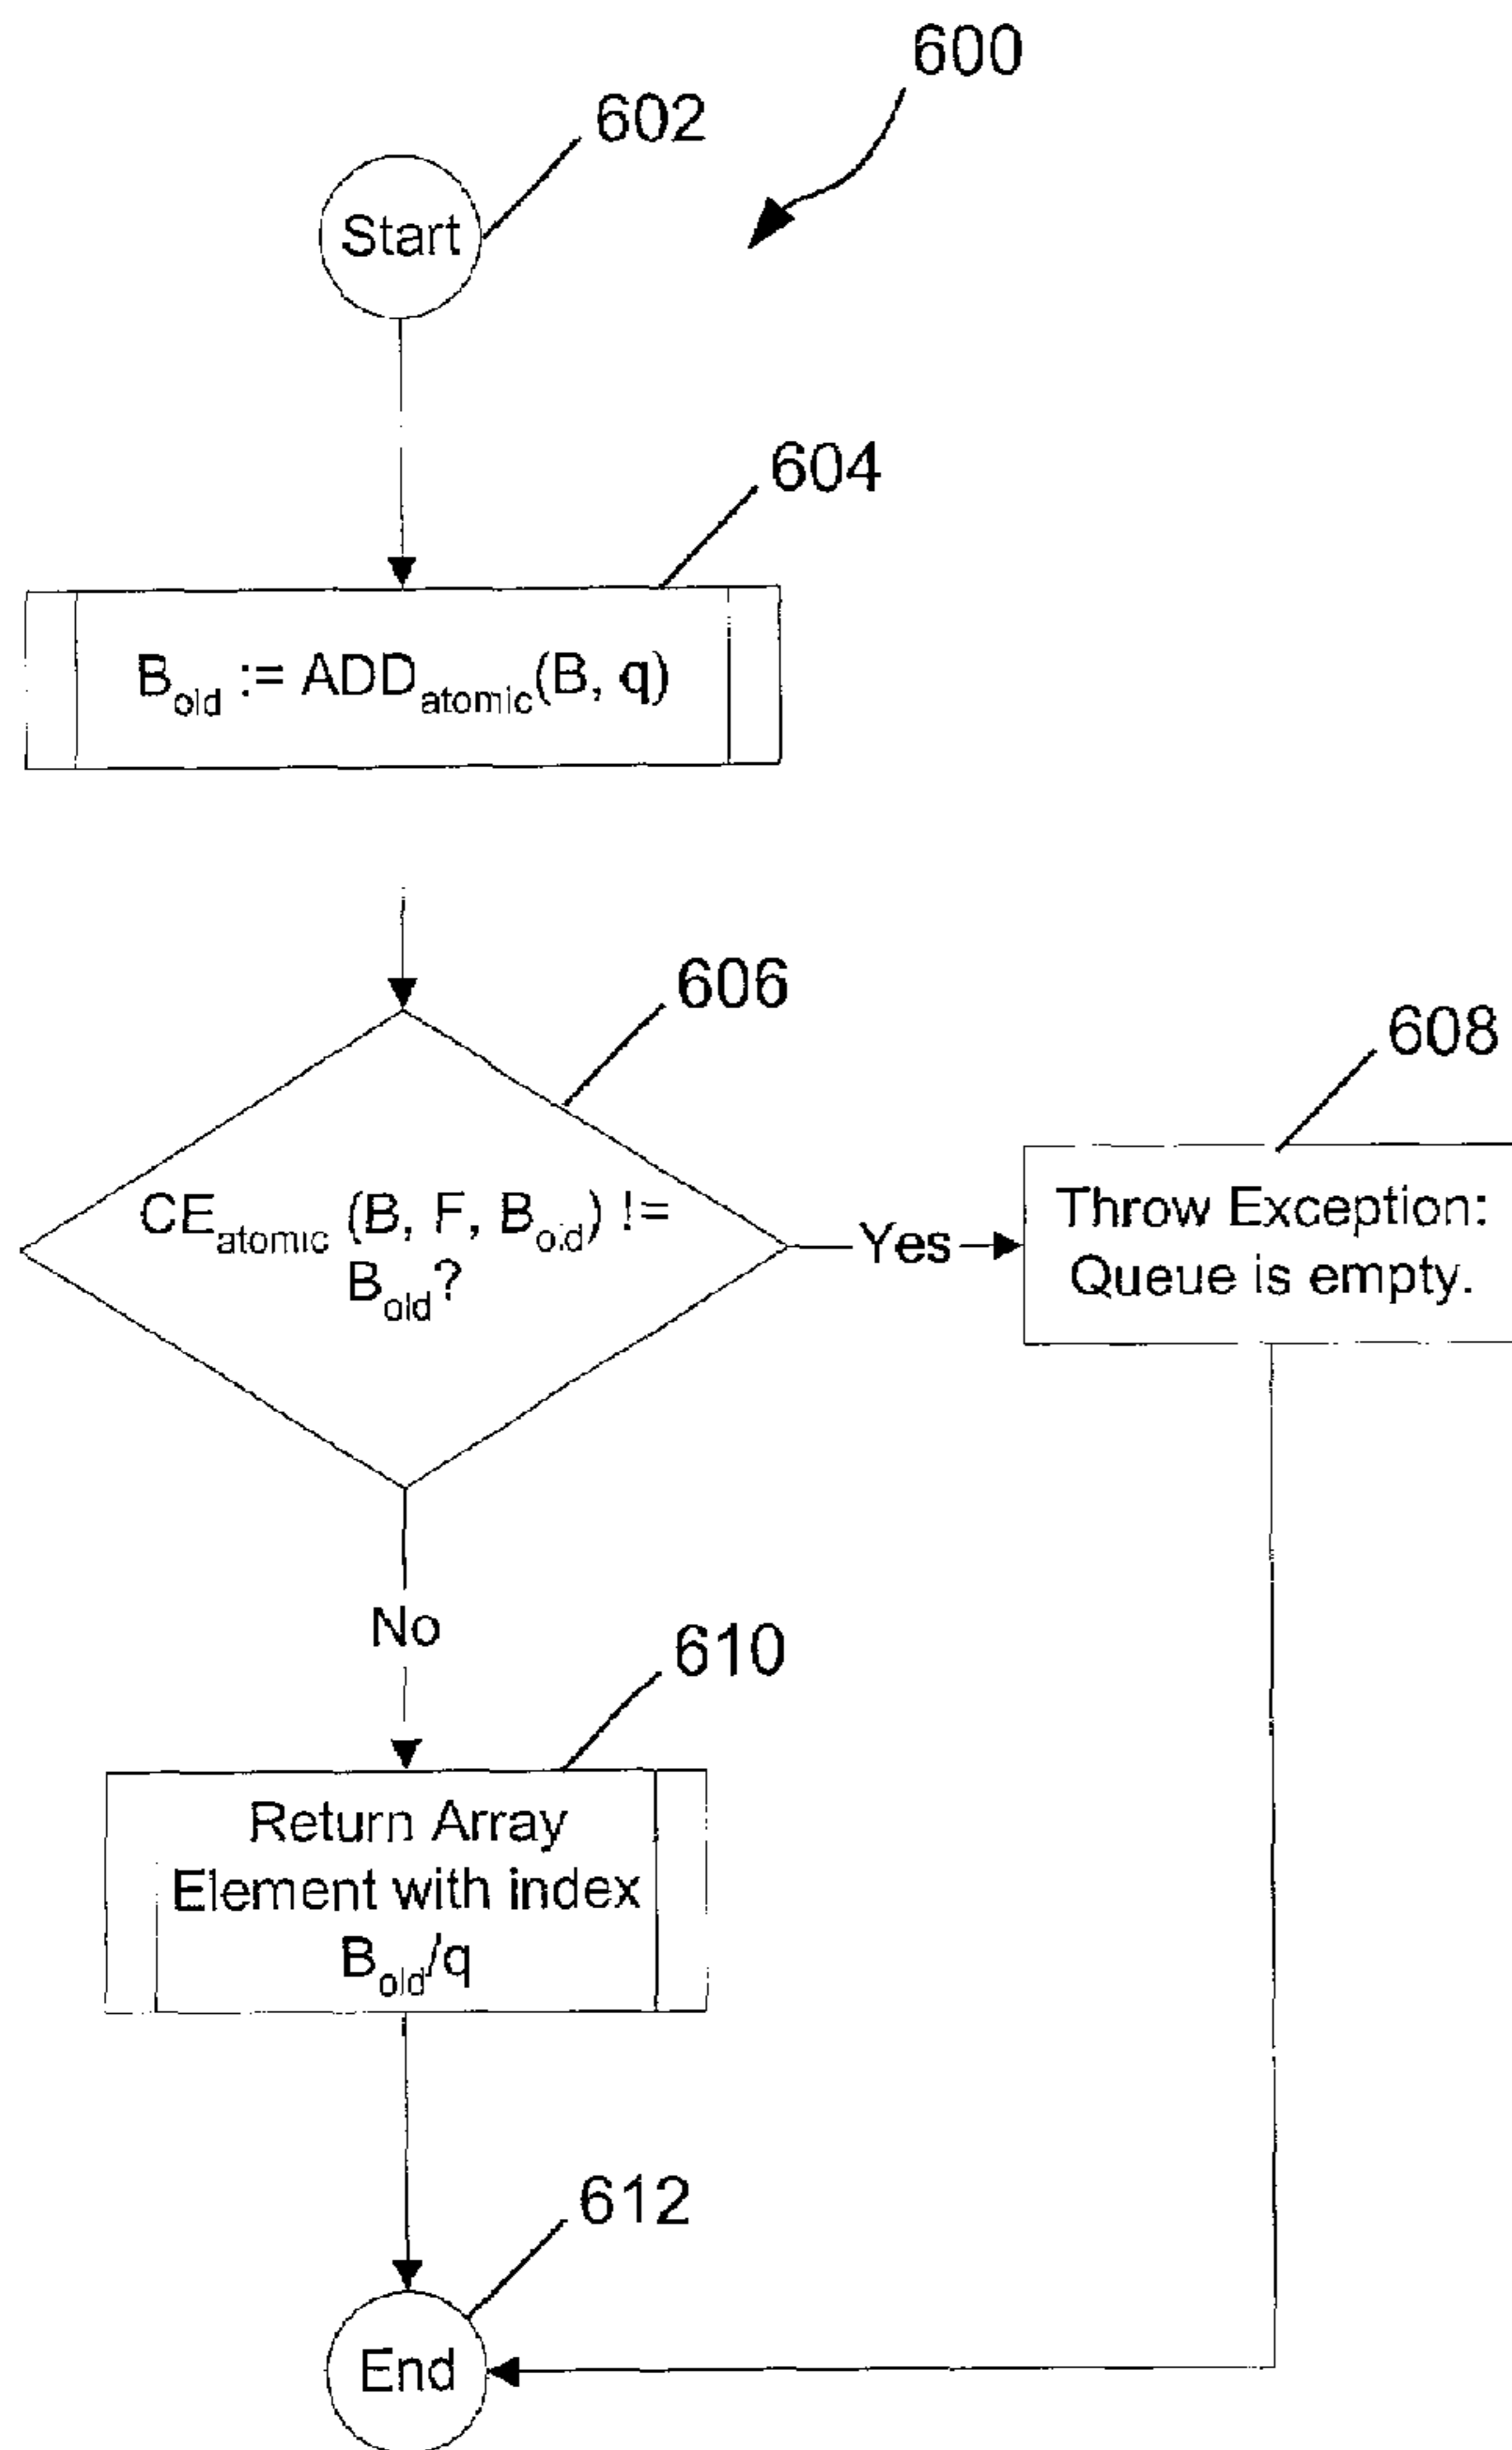 600
602
Start
604
B_old := ADD_atomic(B, q)
606
608
CE_atomic (B, F, B_old) !=
B_old?
Yes
Throw Exception:
Queue is empty.
No
610
Return Array
Element with index
B_old/q
612
End